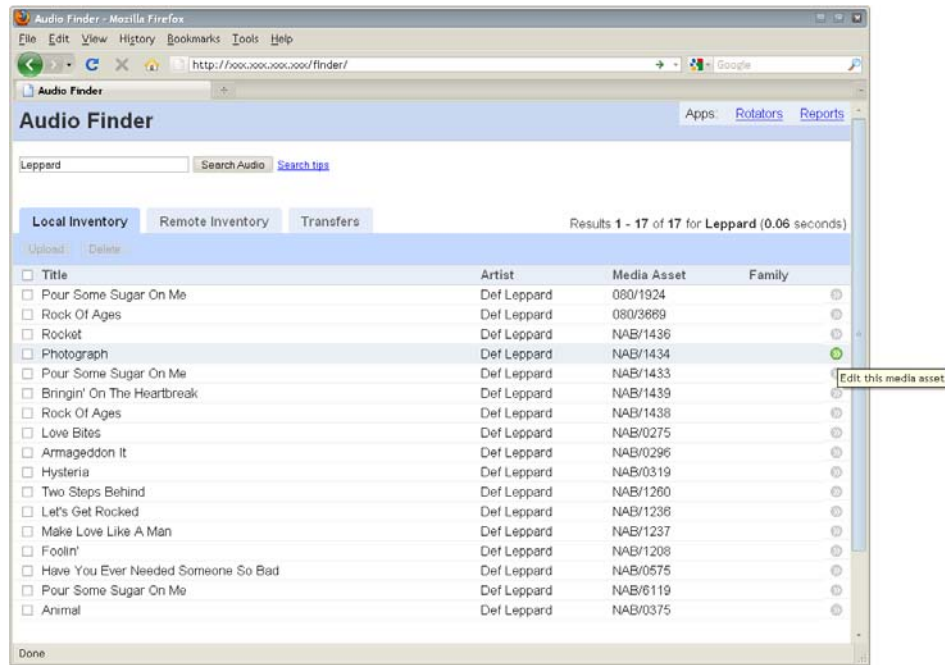 Audio Finder - Mozilla Firefox
File Edit View History Bookmarks Tools Help
http://xxx.xxx.xxx.xxx/finder/
Google
Audio Finder
Audio Finder
Apps: Rotators Reports
Leppard Search Audio Search tips
Local Inventory Remote Inventory Transfers Results 1 - 17 of 17 for Leppard (0.06 seconds)
Upload Delete
Title Artist Media Asset Family
Pour Some Sugar On Me Def Leppard 080/1924
Rock Of Ages Def Leppard 080/3669
Rocket Def Leppard NAB/1436
Photograph Def Leppard NAB/1434
Pour Some Sugar On Me Def Leppard NAB/1433
Edit this media asset
Bringin' On The Heartbreak Def Leppard NAB/1439
Rock Of Ages Def Leppard NAB/1438
Love Bites Def Leppard NAB/0275
Armageddon It Def Leppard NAB/0296
Hysteria Def Leppard NAB/0319
Two Steps Behind Def Leppard NAB/1260
Let's Get Rocked Def Leppard NAB/1236
Make Love Like A Man Def Leppard NAB/1237
Foolin' Def Leppard NAB/1208
Have You Ever Needed Someone So Bad Def Leppard NAB/0575
Pour Some Sugar On Me Def Leppard NAB/6119
Animal Def Leppard NAB/0375
Done